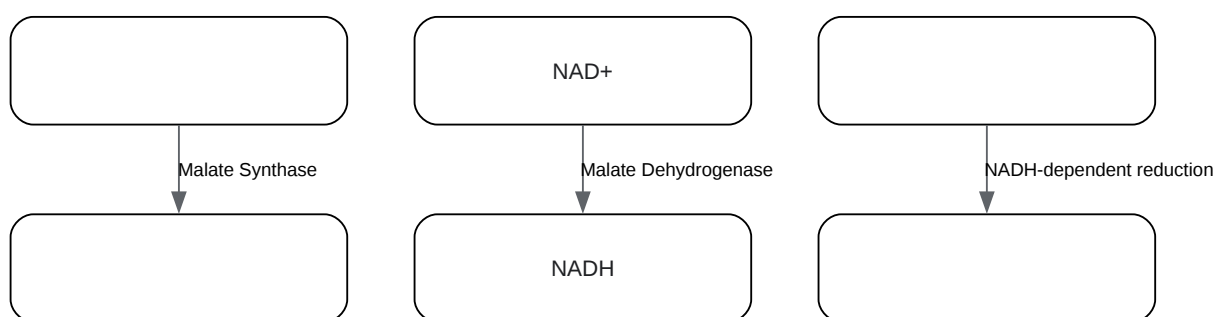 NAD+
Malate Synthase
Malate Dehydrogenase
NADH-dependent reduction
NADH